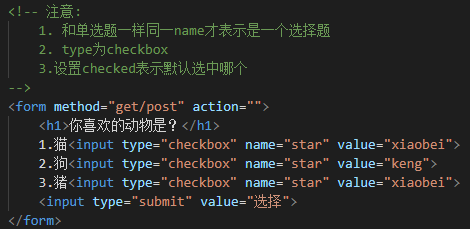 <!-- 注意:
1. 和单选题一样同一name才表示是一个选择题
2. type为checkbox
3.设置checked表示默认选中哪个
-->
<form method="get/post" action="">
<h1>你喜欢的动物是？</h1>
1.猫<input type="checkbox" name="star" value="xiaobei">
2.狗<input type="checkbox" name="star" value="keng">
3.猪<input type="checkbox" name="star" value="xiaobei">
<input type="submit" value="选择">
</form>